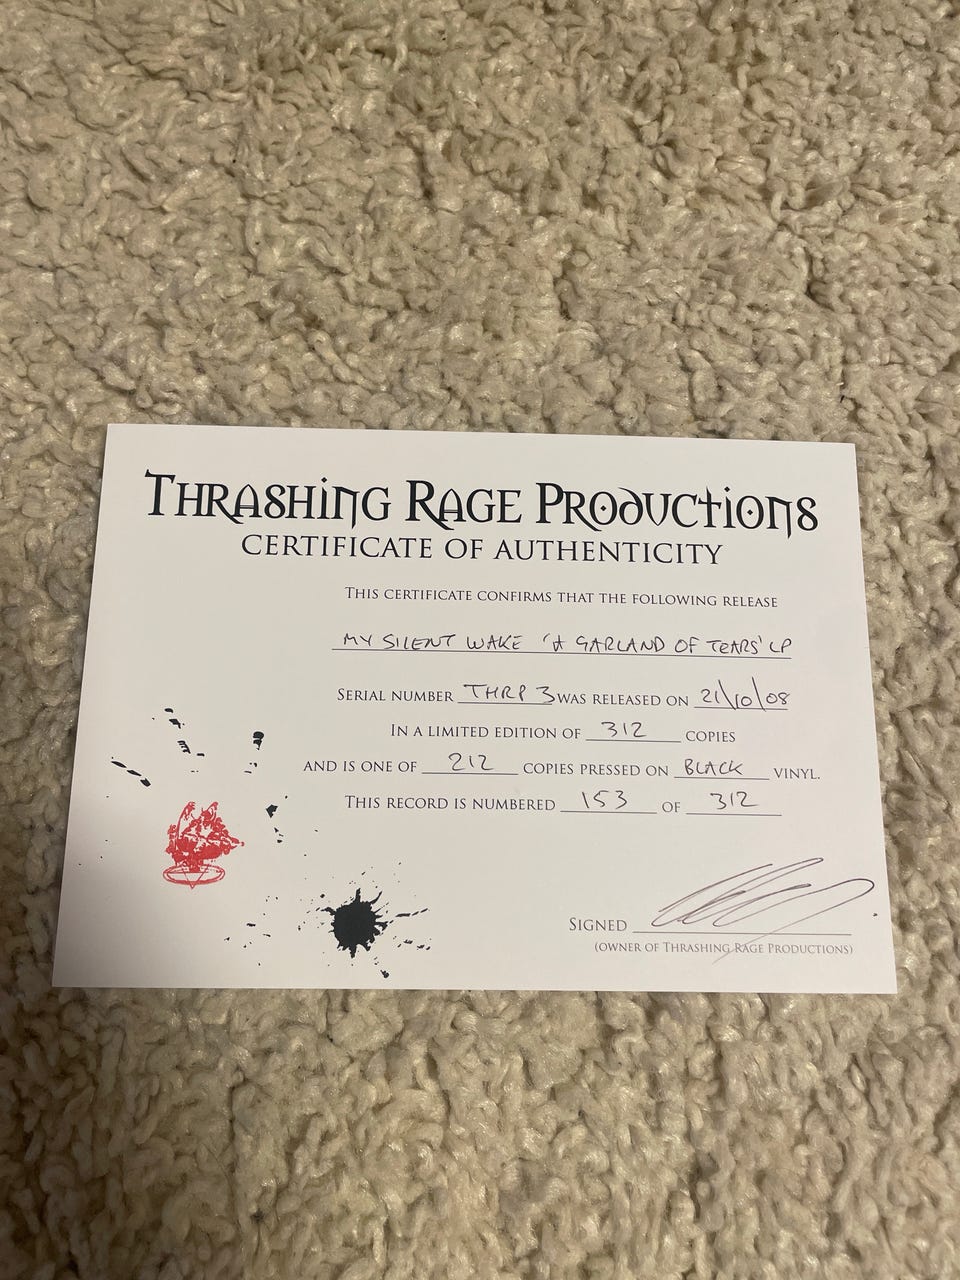 THRASHING RAGE PRODUCTIONS
CERTIFICATE OF AUTHENTICITY
THIS CERTIFICATE CONFIRMS THAT THE FOLLOWING RELEASE
MY SILENT WAKE 'A GARLAND OF TEARS' LP
SERIAL NUMBER THRP 3 WAS RELEASED ON 21\10\08
IN A LIMITED EDITION OF 312 COPIES
AND IS ONE OF 212 COPIES PRESSED ON BLACK VINYL.
THIS RECORD IS NUMBERED 153 OF 312
SIGNED
(OWNER OF THRASHING RAGE PRODUCTIONS)